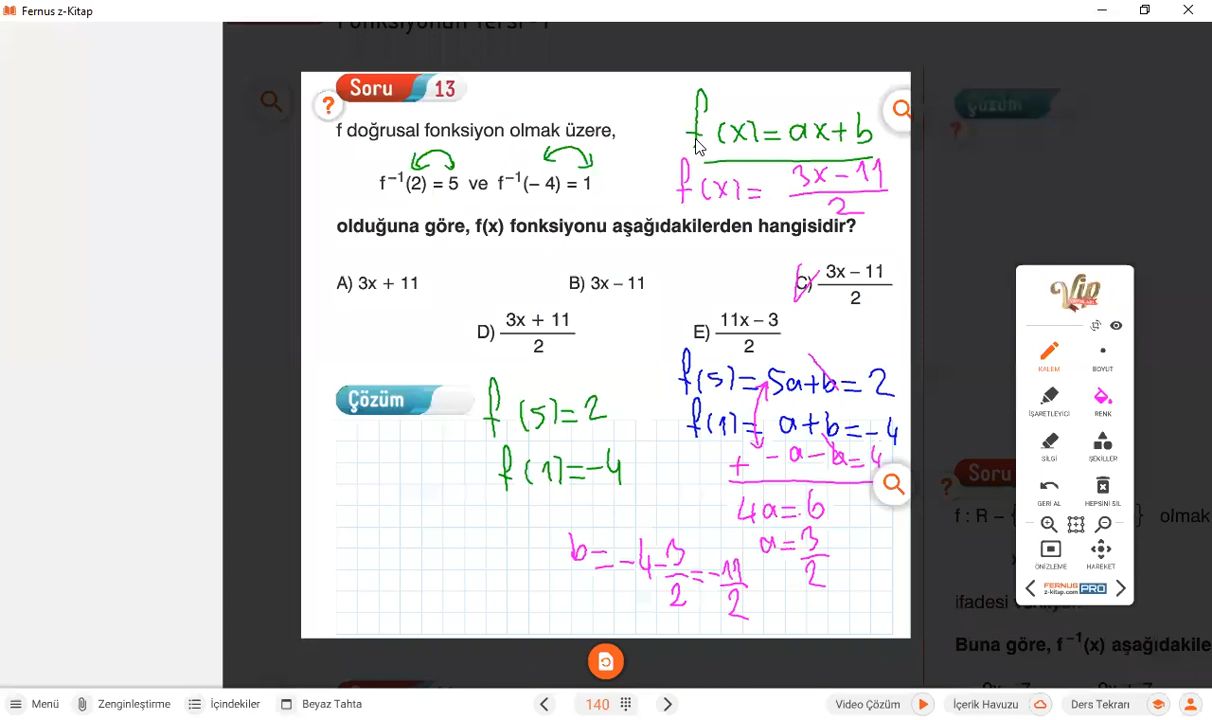 Fernus z-Kitap
Fonksiyonun Tersi - 1
Soru 13
?
f doğrusal fonksiyon olmak üzere,
f⁻¹(2) = 5 ve f⁻¹(– 4) = 1
f(x) = ax+b
f(x) = (3x-11)/2
olduğuna göre, f(x) fonksiyonu aşağıdakilerden hangisidir?
A) 3x + 11
B) 3x – 11
C) (3x – 11)/2
D) (3x + 11)/2
E) (11x – 3)/2
Çözüm
f(5)=2
f(1)=-4
f(5)= 5a+b=2
f(1)= a+b=-4
+ -a-b=4
4a=6
a=3/2
b= -4-3/2=-11/2
Çözüm
?
Soru
?
f : R – {
} olmak
ifadesi
Buna göre, f⁻¹(x) aşağıdakile
Vip
KALEM
BOYUT
İŞARETLEYİCİ
RENK
SİLGİ
ŞEKİLLER
GERİ AL
HEPSİNİ SİL
ÖNİZLEME
HAREKET
FERNUS
z-kitap.com PRO
Menü
Zenginleştirme
İçindekiler
Beyaz Tahta
140
Video Çözüm
İçerik Havuzu
Ders Tekrarı